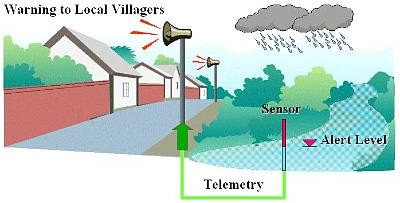 Warning to Local Villagers
Sensor
Alert Level
Telemetry